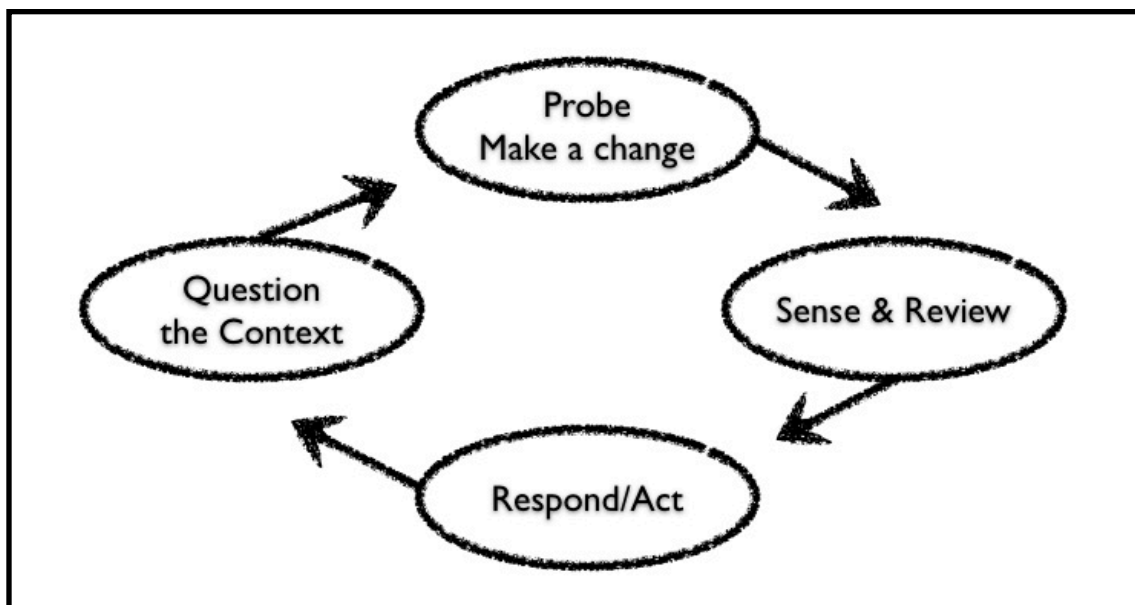 Probe
Make a change
Question
the Context
Sense & Review
Respond/Act